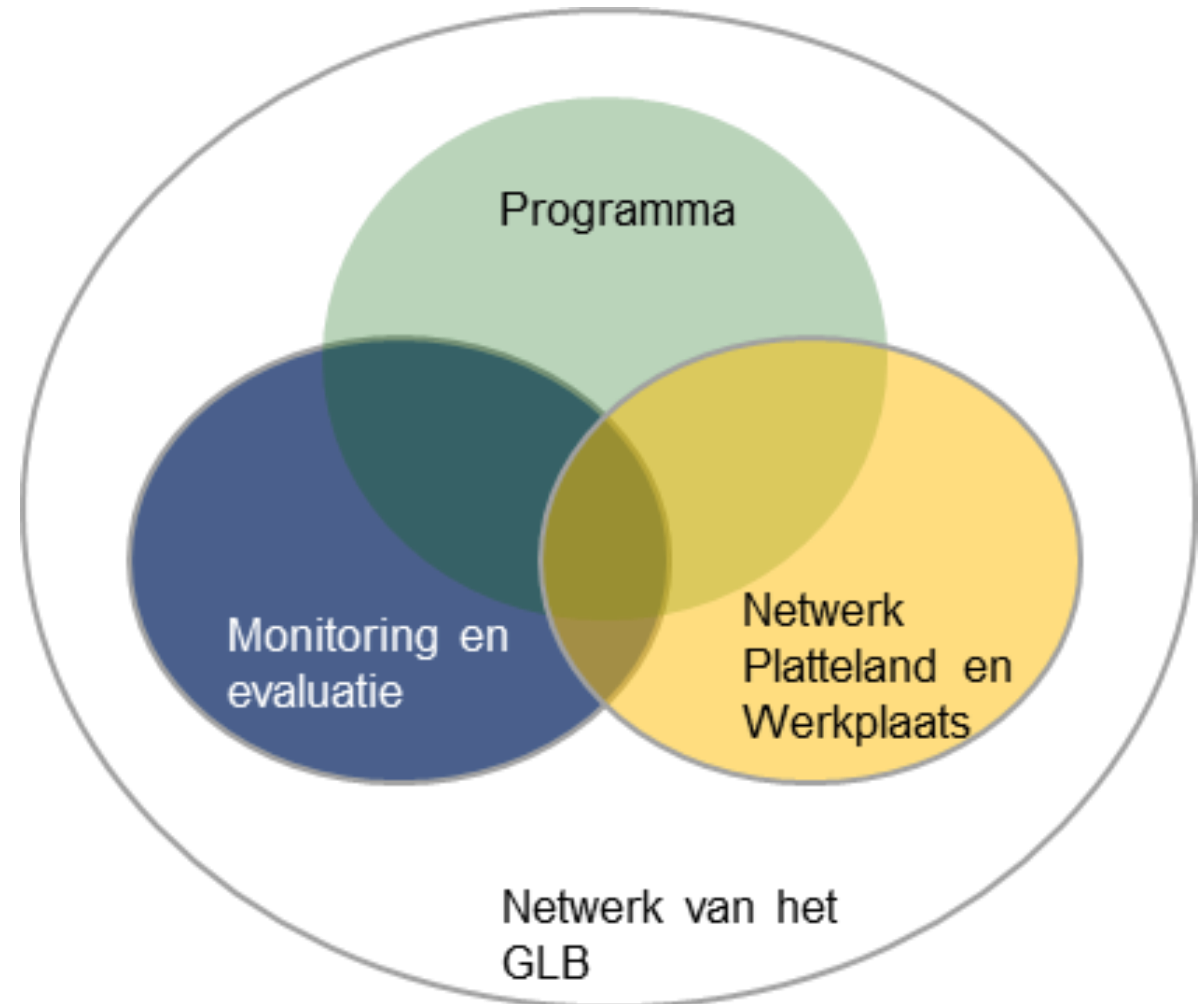 Programma
Monitoring en
evaluatie
Netwerk
Platteland en
Werkplaats
Netwerk van het
GLB